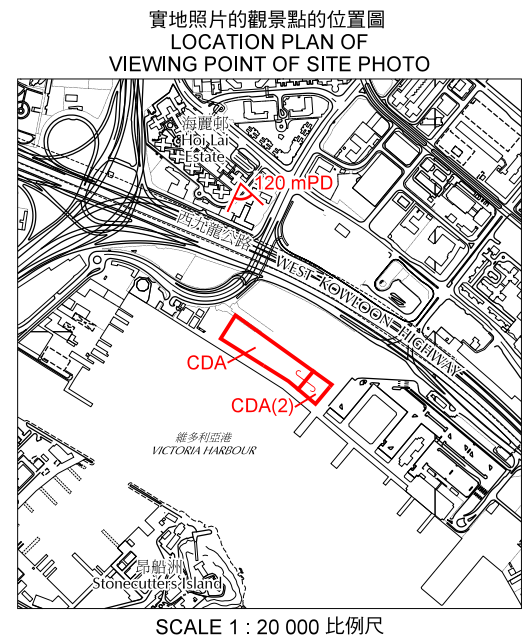 實地照片的觀景點的位置圖
LOCATION PLAN OF
VIEWING POINT OF SITE PHOTO
海麗邨
Hoi Lai
Estate
120 mPD
西九龍公路
WEST KOWLOON HIGHWAY
CDA
CDA(2)
維多利亞港
VICTORIA HARBOUR
昂船洲
Stonecutters Island
SCALE 1 : 20 000 比例尺